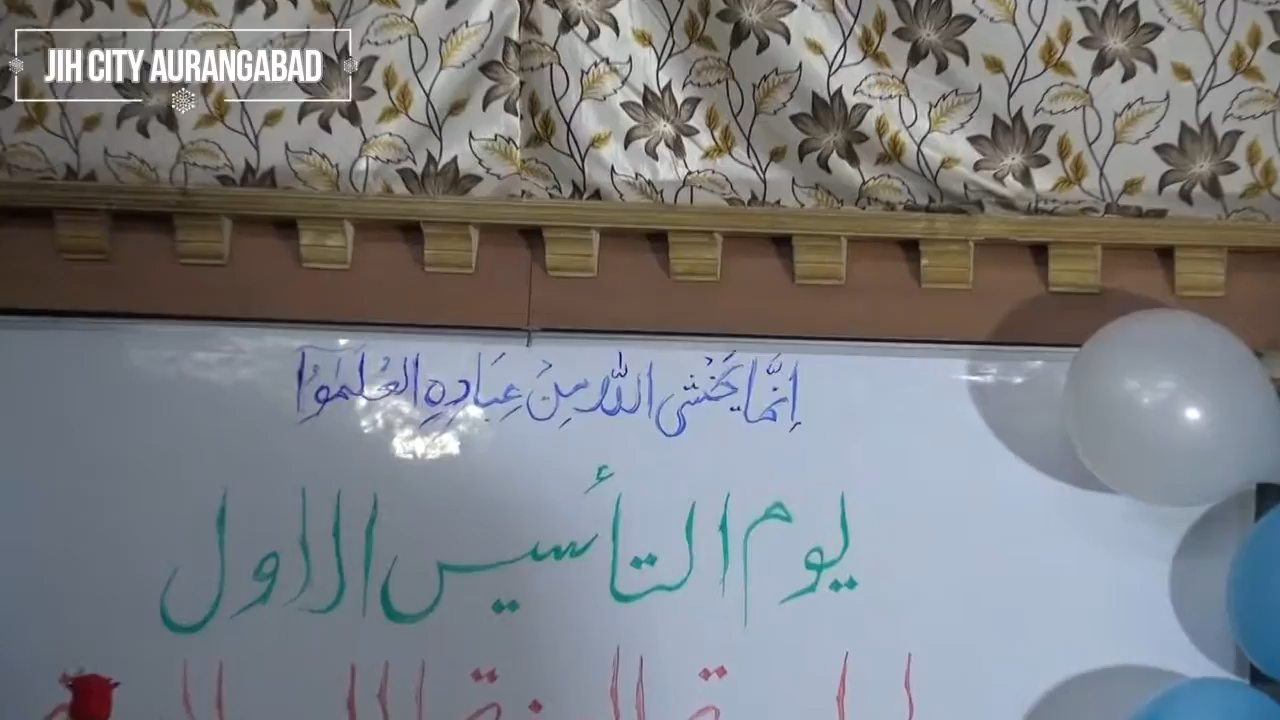 JIH CITY AURANGABAD
إِنَّمَا يَخْشَى اللّٰهَ مِنْ عِبَادِهِ الْعُلَمٰٓؤُا
يوم التأسيس الاول